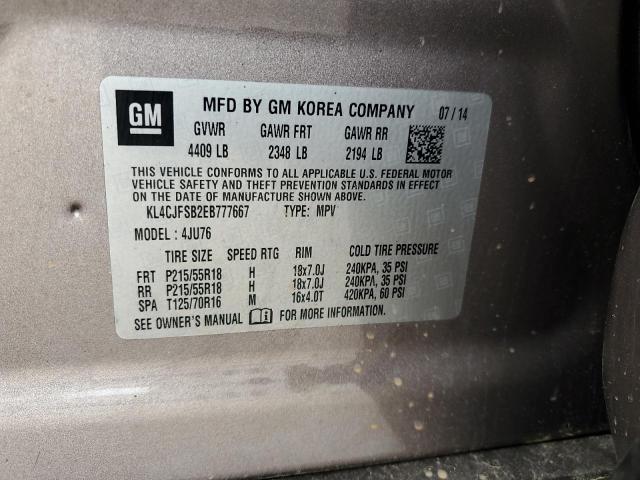 GM
MFD BY GM KOREA COMPANY 07 / 14
GVWR GAWR FRT GAWR RR
4409 LB 2348 LB 2194 LB
THIS VEHICLE CONFORMS TO ALL APPLICABLE U.S. FEDERAL MOTOR
VEHICLE SAFETY AND THEFT PREVENTION STANDARDS IN EFFECT
ON THE DATE OF MANUFACTURE SHOWN ABOVE.
KL4CJFSB2EB777667 TYPE: MPV
MODEL : 4JU76
TIRE SIZE SPEED RTG RIM COLD TIRE PRESSURE
FRT P215/55R18 H 18x7.0J 240KPA, 35 PSI
RR P215/55R18 H 18x7.0J 240KPA, 35 PSI
SPA T125/70R16 M 16x4.0T 420KPA, 60 PSI
SEE OWNER'S MANUAL FOR MORE INFORMATION